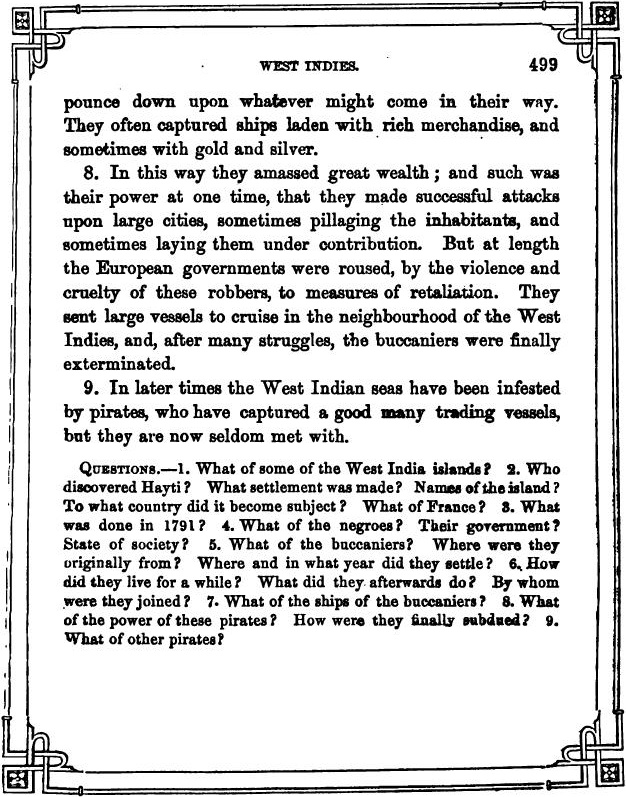 WEST INDIES. 499
pounce down upon whatever might come in their way.
They often captured ships laden with rich merchandise, and
sometimes with gold and silver.
8. In this way they amassed great wealth; and such was
their power at one time, that they made successful attacks
upon large cities, sometimes pillaging the inhabitants, and
sometimes laying them under contribution. But at length
the European governments were roused, by the violence and
cruelty of these robbers, to measures of retaliation. They
sent large vessels to cruise in the neighbourhood of the West
Indies, and, after many struggles, the buccaniers were finally
exterminated.
9. In later times the West Indian seas have been infested
by pirates, who have captured a good many trading vessels,
but they are now seldom met with.
QUESTIONS.—1. What of some of the West India islands? 2. Who
discovered Hayti? What settlement was made? Names of the island?
To what country did it become subject? What of France? 3. What
was done in 1791? 4. What of the negroes? Their government?
State of society? 5. What of the buccaniers? Where were they
originally from? Where and in what year did they settle? 6. How
did they live for a while? What did they afterwards do? By whom
were they joined? 7. What of the ships of the buccaniers? 8. What
of the power of these pirates? How were they finally subdued? 9.
What of other pirates?